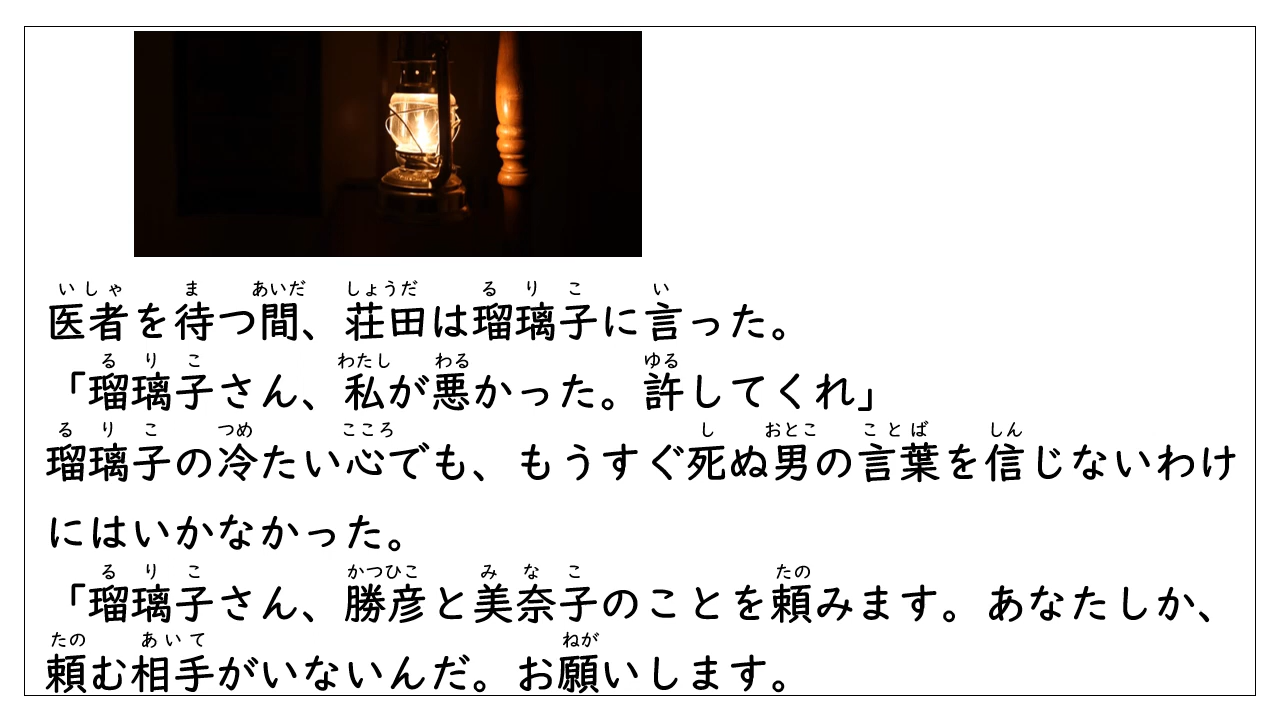 医者を待つ間、荘田は瑠璃子に言った。
「瑠璃子さん、私が悪かった。許してくれ」
瑠璃子の冷たい心でも、もうすぐ死ぬ男の言葉を信じないわけ
にはいかなかった。
「瑠璃子さん、勝彦と美奈子のことを頼みます。あなたしか、
頼む相手がいないんだ。お願いします。